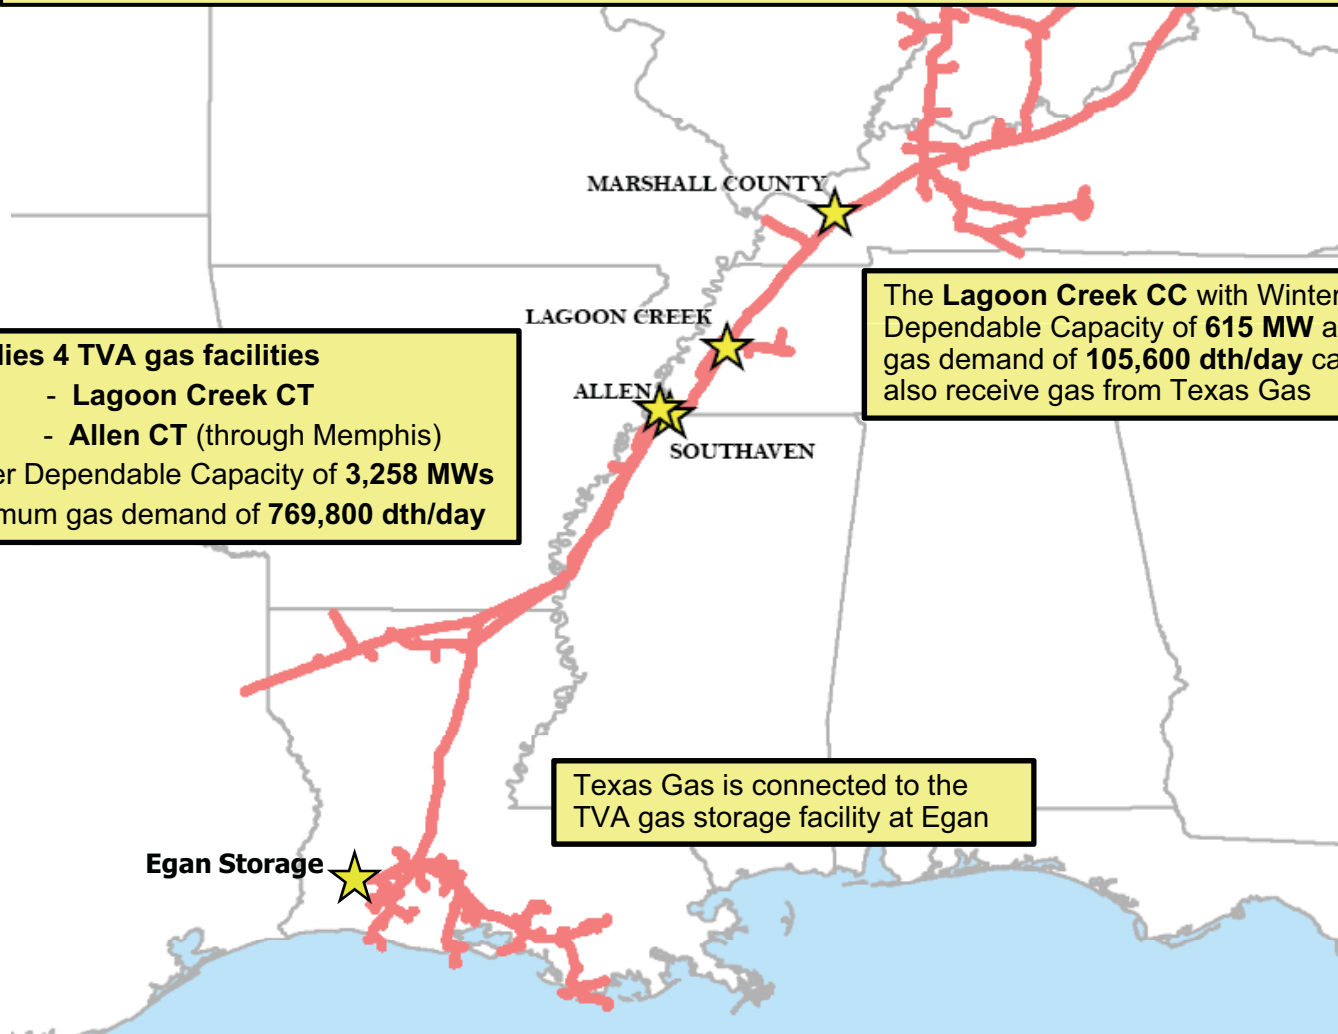 MARSHALL COUNTY
LAGOON CREEK
The Lagoon Creek CC with Winter
Dependable Capacity of 615 MW a
gas demand of 105,600 dth/day ca
also receive gas from Texas Gas
lies 4 TVA gas facilities
- Lagoon Creek CT
- Allen CT (through Memphis)
er Dependable Capacity of 3,258 MWs
mum gas demand of 769,800 dth/day
ALLEN
SOUTHAVEN
Texas Gas is connected to the
TVA gas storage facility at Egan
Egan Storage